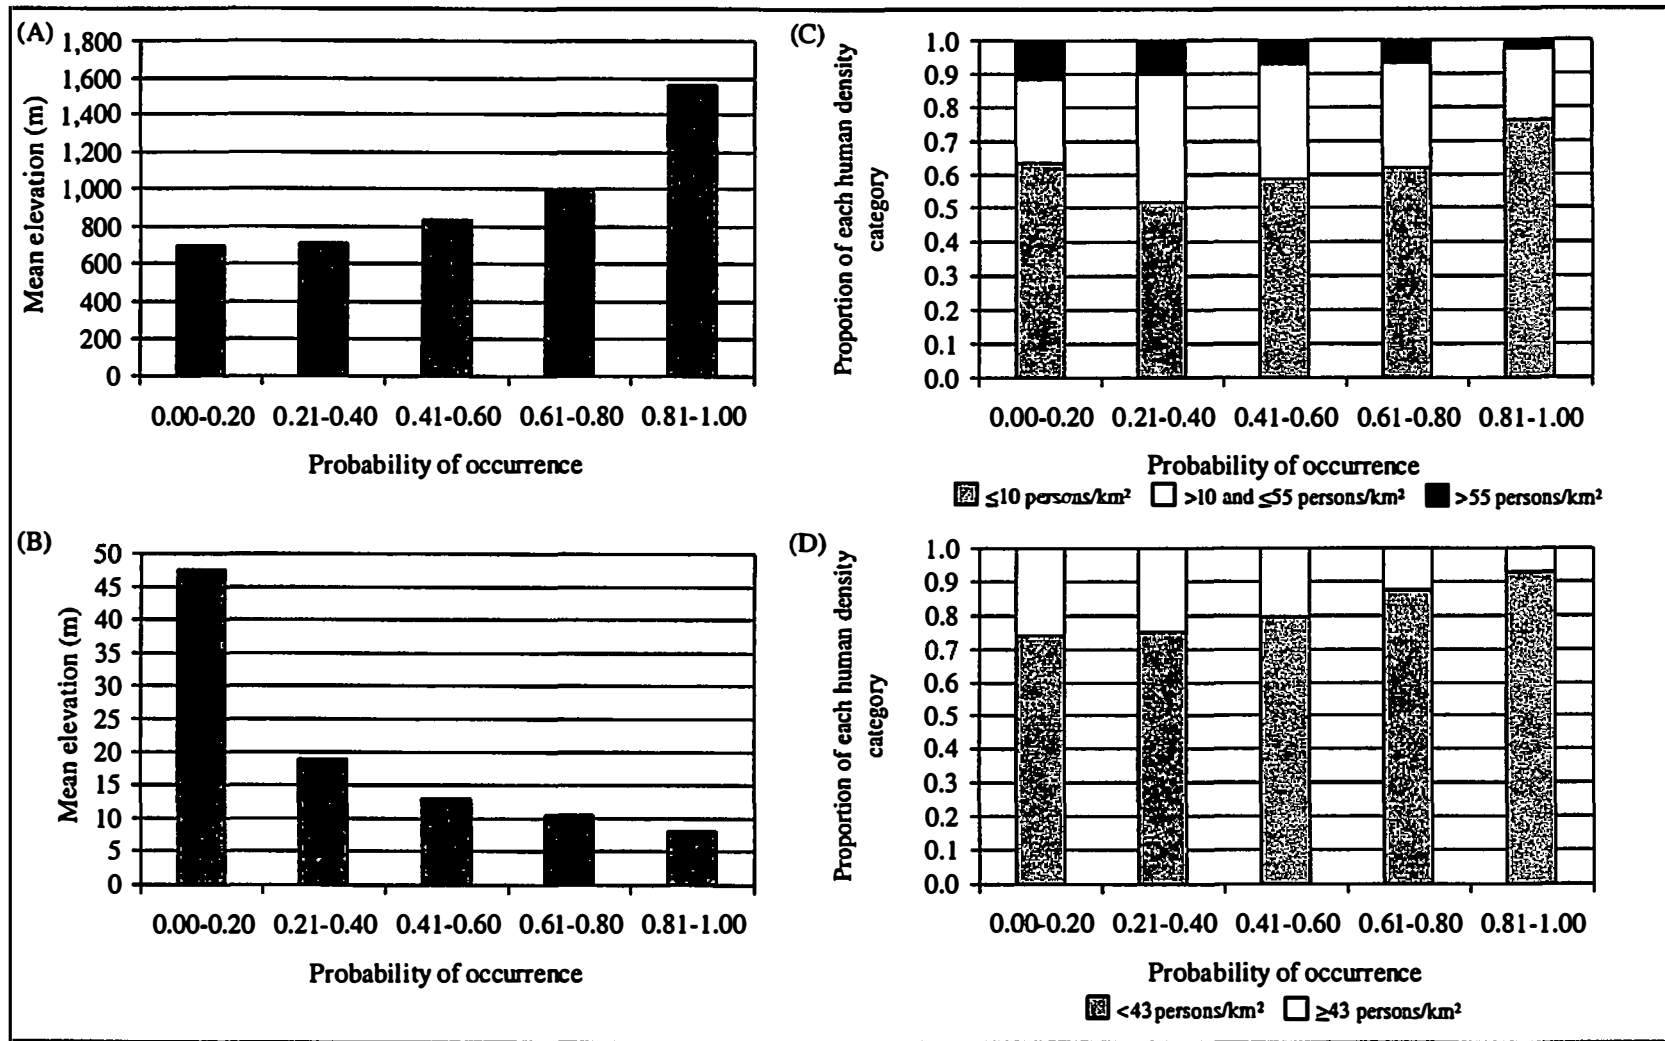 (A)
1,800
1,600
1,400
1,200
1,000
800
600
400
200
0
Mean elevation (m)
0.00-0.20 0.21-0.40 0.41-0.60 0.61-0.80 0.81-1.00
Probability of occurrence
(B)
50
45
40
35
30
25
20
15
10
5
0
Mean elevation (m)
0.00-0.20 0.21-0.40 0.41-0.60 0.61-0.80 0.81-1.00
Probability of occurrence
(C)
1.0
0.9
0.8
0.7
0.6
0.5
0.4
0.3
0.2
0.1
0.0
Proportion of each human density
category
0.00-0.20 0.21-0.40 0.41-0.60 0.61-0.80 0.81-1.00
Probability of occurrence
≤10 persons/km² >10 and ≤55 persons/km² >55 persons/km²
(D)
1.0
0.9
0.8
0.7
0.6
0.5
0.4
0.3
0.2
0.1
0.0
Proportion of each human density
category
0.00-0.20 0.21-0.40 0.41-0.60 0.61-0.80 0.81-1.00
Probability of occurrence
<43 persons/km² ≥43 persons/km²